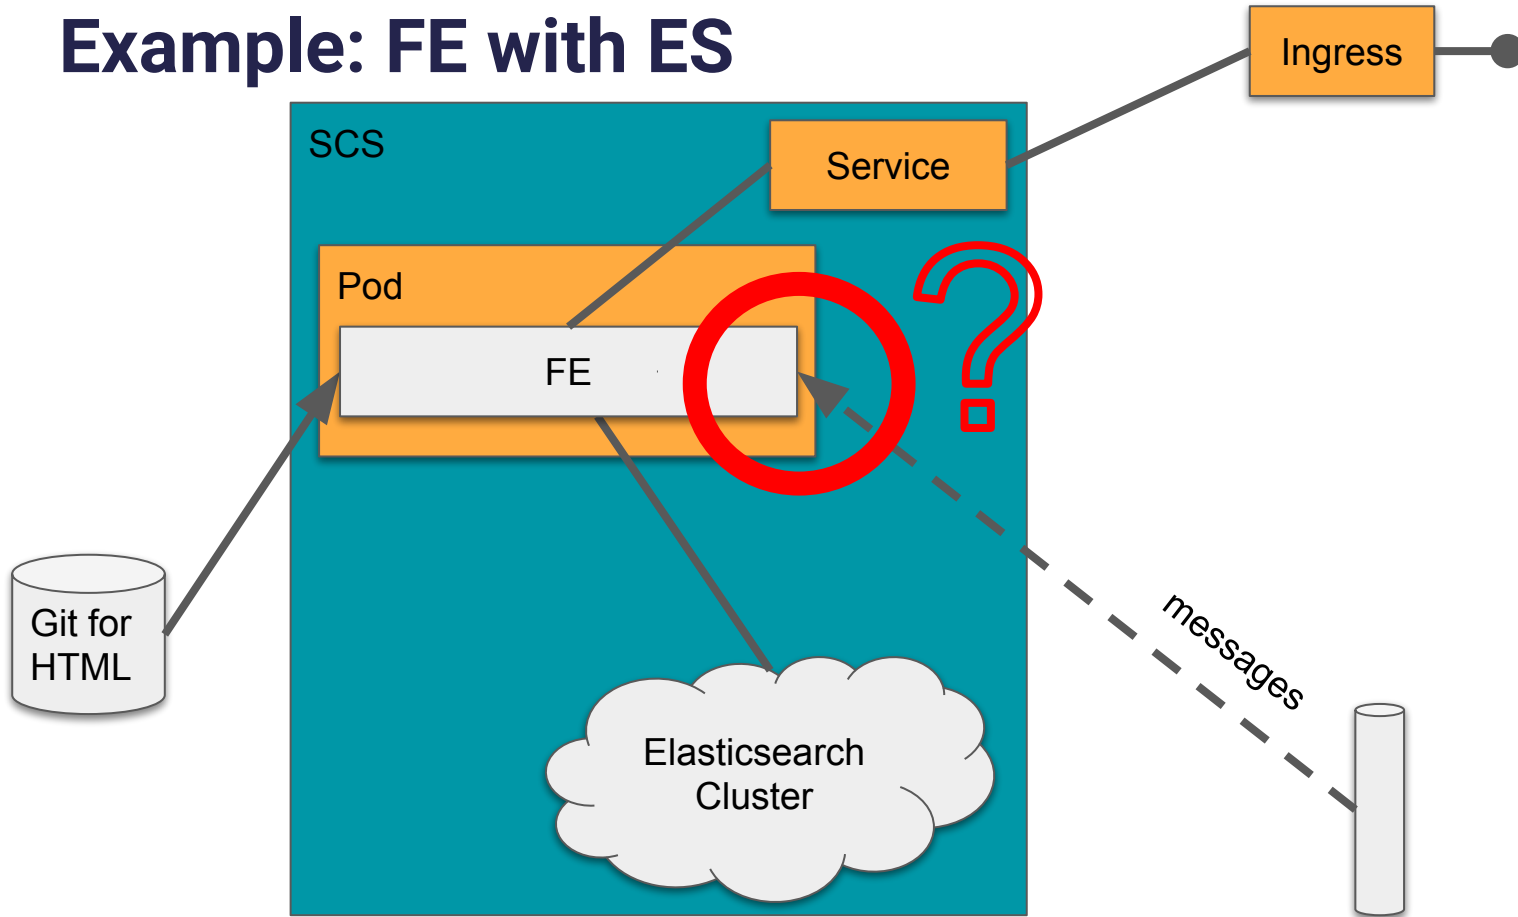 Example: FE with ES
Ingress
SCS
Service
Pod
?
FE
Git for
HTML
messages
Elasticsearch
Cluster